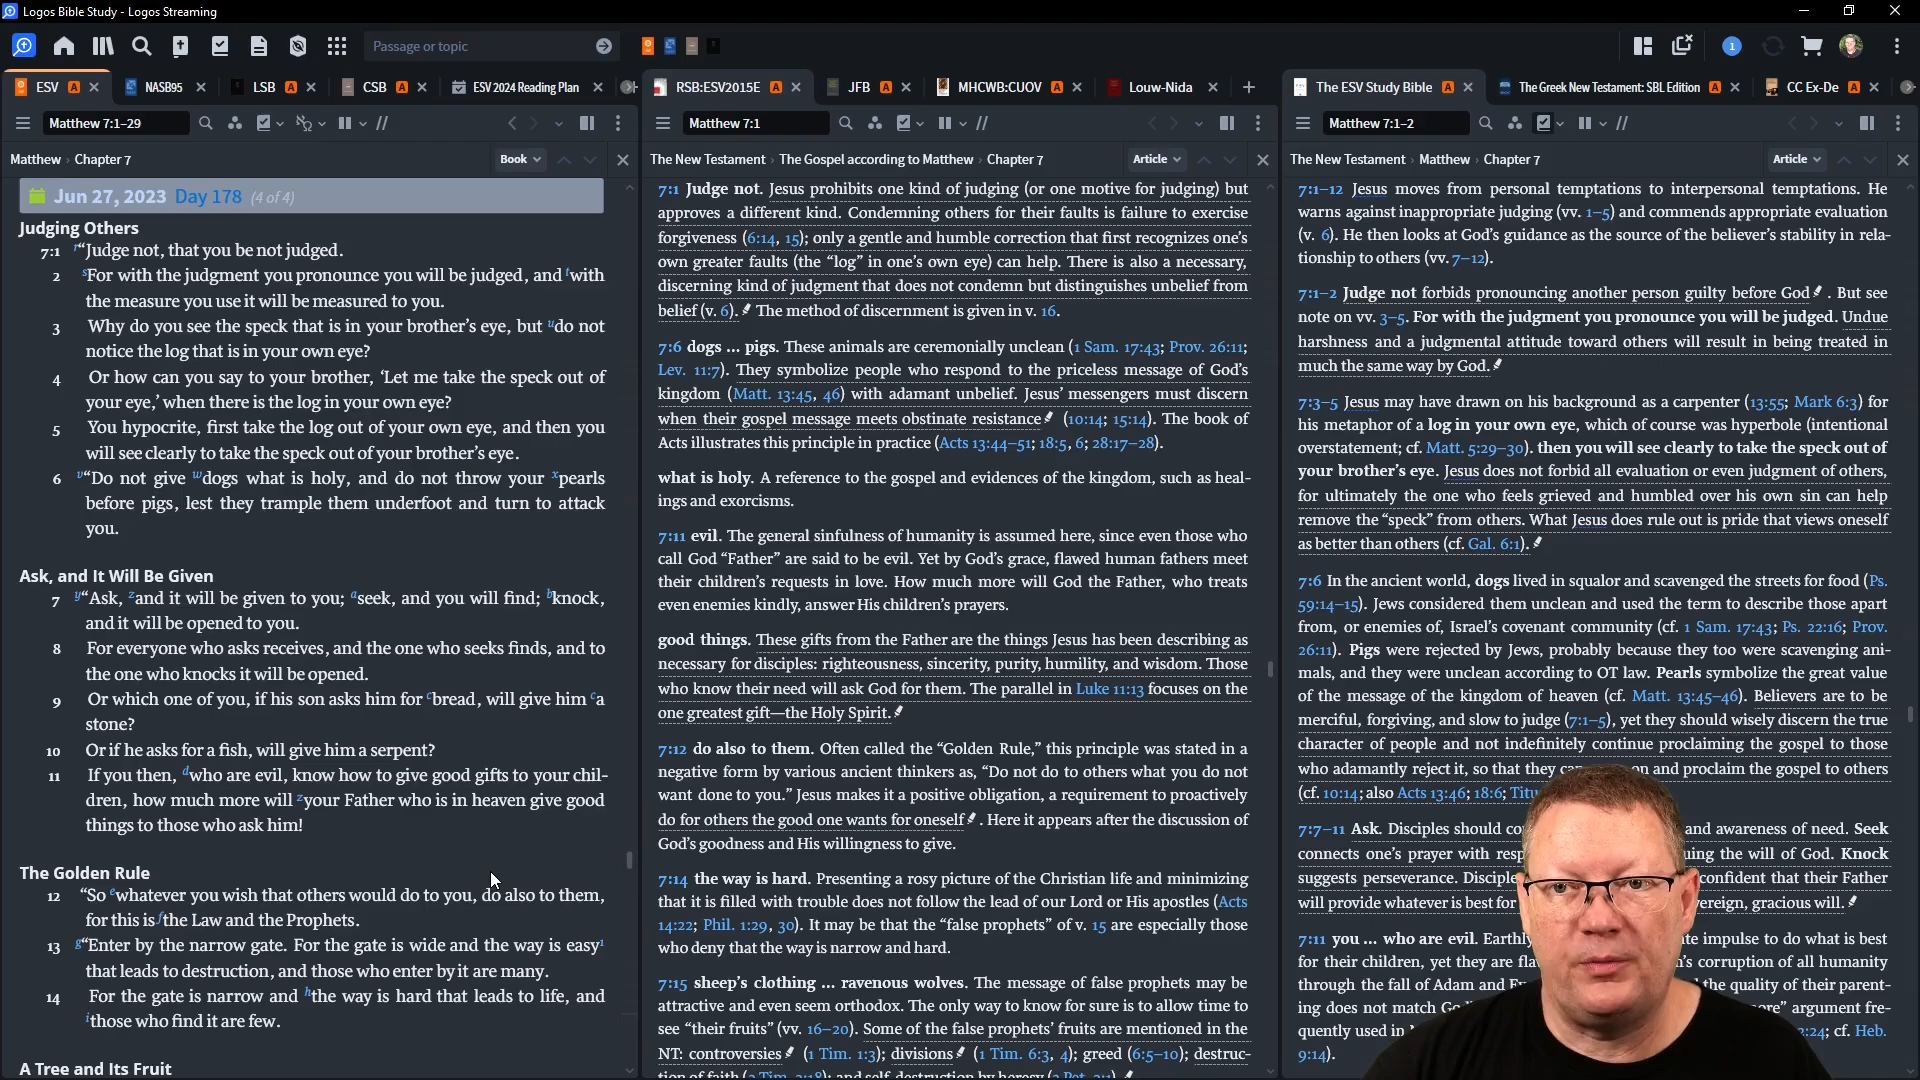 Logos Bible Study - Logos Streaming
Passage or topic
1
ESV A
NASB95
LSB A
CSB A
ESV 2024 Reading Plan
Matthew 7:1–29
Matthew › Chapter 7
Book
Jun 27, 2023 Day 178 (4 of 4)
Judging Others
7:1 r“Judge not, that you be not judged.
2 sFor with the judgment you pronounce you will be judged, and twith
the measure you use it will be measured to you.
3 Why do you see the speck that is in your brother’s eye, but udo not
notice the log that is in your own eye?
4 Or how can you say to your brother, ‘Let me take the speck out of
your eye,’ when there is the log in your own eye?
5 You hypocrite, first take the log out of your own eye, and then you
will see clearly to take the speck out of your brother’s eye.
6 v“Do not give wdogs what is holy, and do not throw your xpearls
before pigs, lest they trample them underfoot and turn to attack
you.
Ask, and It Will Be Given
7 y“Ask, zand it will be given to you; aseek, and you will find; bknock,
and it will be opened to you.
8 For everyone who asks receives, and the one who seeks finds, and to
the one who knocks it will be opened.
9 Or which one of you, if his son asks him for cbread, will give him ca
stone?
10 Or if he asks for a fish, will give him a serpent?
11 If you then, dwho are evil, know how to give good gifts to your chil-
dren, how much more will zyour Father who is in heaven give good
things to those who ask him!
The Golden Rule
12 “So ewhatever you wish that others would do to you, do also to them,
for this is fthe Law and the Prophets.
13 g“Enter by the narrow gate. For the gate is wide and the way is easy1
that leads to destruction, and those who enter by it are many.
14 For the gate is narrow and hthe way is hard that leads to life, and
ithose who find it are few.
A Tree and Its Fruit
RSB:ESV2015E A
JFB A
MHCWB:CUOV A
Louw-Nida
Matthew 7:1
The New Testament › The Gospel according to Matthew › Chapter 7
Article
7:1 Judge not. Jesus prohibits one kind of judging (or one motive for judging) but
approves a different kind. Condemning others for their faults is failure to exercise
forgiveness (6:14, 15); only a gentle and humble correction that first recognizes one’s
own greater faults (the “log” in one’s own eye) can help. There is also a necessary,
discerning kind of judgment that does not condemn but distinguishes unbelief from
belief (v. 6). The method of discernment is given in v. 16.
7:6 dogs ... pigs. These animals are ceremonially unclean (1 Sam. 17:43; Prov. 26:11;
Lev. 11:7). They symbolize people who respond to the priceless message of God’s
kingdom (Matt. 13:45, 46) with adamant unbelief. Jesus’ messengers must discern
when their gospel message meets obstinate resistance (10:14; 15:14). The book of
Acts illustrates this principle in practice (Acts 13:44–51; 18:5, 6; 28:17–28).
what is holy. A reference to the gospel and evidences of the kingdom, such as heal-
ings and exorcisms.
7:11 evil. The general sinfulness of humanity is assumed here, since even those who
call God “Father” are said to be evil. Yet by God’s grace, flawed human fathers meet
their children’s requests in love. How much more will God the Father, who treats
even enemies kindly, answer His children’s prayers.
good things. These gifts from the Father are the things Jesus has been describing as
necessary for disciples: righteousness, sincerity, purity, humility, and wisdom. Those
who know their need will ask God for them. The parallel in Luke 11:13 focuses on the
one greatest gift—the Holy Spirit.
7:12 do also to them. Often called the “Golden Rule,” this principle was stated in a
negative form by various ancient thinkers as, “Do not do to others what you do not
want done to you.” Jesus makes it a positive obligation, a requirement to proactively
do for others the good one wants for oneself. Here it appears after the discussion of
God’s goodness and His willingness to give.
7:14 the way is hard. Presenting a rosy picture of the Christian life and minimizing
that it is filled with trouble does not follow the lead of our Lord or His apostles (Acts
14:22; Phil. 1:29, 30). It may be that the “false prophets” of v. 15 are especially those
who deny that the way is narrow and hard.
7:15 sheep’s clothing ... ravenous wolves. The message of false prophets may be
attractive and even seem orthodox. The only way to know for sure is to allow time to
see “their fruits” (vv. 16–20). Some of the false prophets’ fruits are mentioned in the
NT: controversies (1 Tim. 1:3); divisions (1 Tim. 6:3, 4); greed (6:5–10); destruc-
tion of faith (2 Tim. 2:18); and self-destruction by heresy (2 Pet. 2:1).
The ESV Study Bible A
The Greek New Testament: SBL Edition A
CC Ex-De A
Matthew 7:1–2
The New Testament › Matthew › Chapter 7
Article
7:1–12 Jesus moves from personal temptations to interpersonal temptations. He
warns against inappropriate judging (vv. 1–5) and commends appropriate evaluation
(v. 6). He then looks at God’s guidance as the source of the believer’s stability in rela-
tionship to others (vv. 7–12).
7:1–2 Judge not forbids pronouncing another person guilty before God. But see
note on vv. 3–5. For with the judgment you pronounce you will be judged. Undue
harshness and a judgmental attitude toward others will result in being treated in
much the same way by God.
7:3–5 Jesus may have drawn on his background as a carpenter (13:55; Mark 6:3) for
his metaphor of a log in your own eye, which of course was hyperbole (intentional
overstatement; cf. Matt. 5:29–30). then you will see clearly to take the speck out of
your brother’s eye. Jesus does not forbid all evaluation or even judgment of others,
for ultimately the one who feels grieved and humbled over his own sin can help
remove the “speck” from others. What Jesus does rule out is pride that views oneself
as better than others (cf. Gal. 6:1).
7:6 In the ancient world, dogs lived in squalor and scavenged the streets for food (Ps.
59:14–15). Jews considered them unclean and used the term to describe those apart
from, or enemies of, Israel’s covenant community (cf. 1 Sam. 17:43; Ps. 22:16; Prov.
26:11). Pigs were rejected by Jews, probably because they too were scavenging ani-
mals, and they were unclean according to OT law. Pearls symbolize the great value
of the message of the kingdom of heaven (cf. Matt. 13:45–46). Believers are to be
merciful, forgiving, and slow to judge (7:1–5), yet they should wisely discern the true
character of people and not indefinitely continue proclaiming the gospel to those
who adamantly reject it, so that they on and proclaim the gospel to others
(cf. 10:14; also Acts 13:46; 18:6;
7:7–11 Ask. Disciples should and awareness of need. Seek
connects one’s prayer with the will of God. Knock
suggests perseverance. confident that their Father
will provide whatever is best for gracious will.
7:11 you ... who are evil. impulse to do what is best
for their children, yet they are corruption of all humanity
through the fall of Adam and the quality of their parent-
ing does not match argument fre-
quently used in cf. Heb.
9:14).